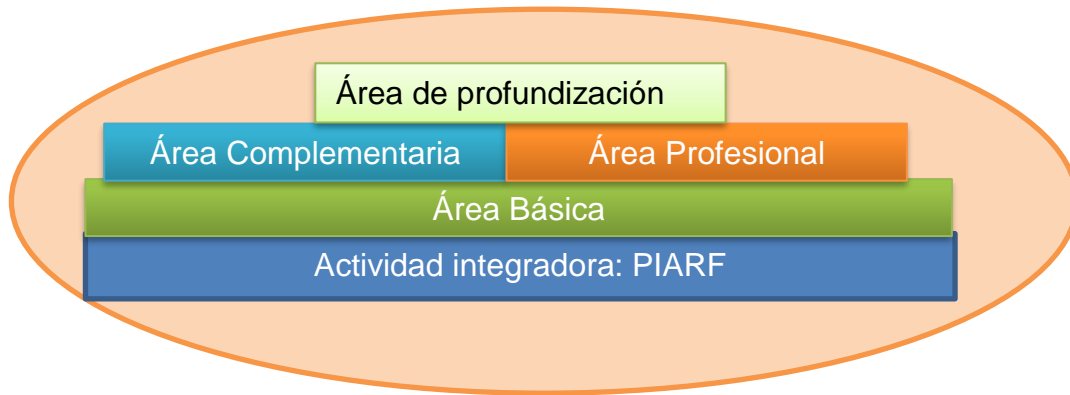 Área de profundización
Área Complementaria
Área Profesional
Área Básica
Actividad integradora: PIARF